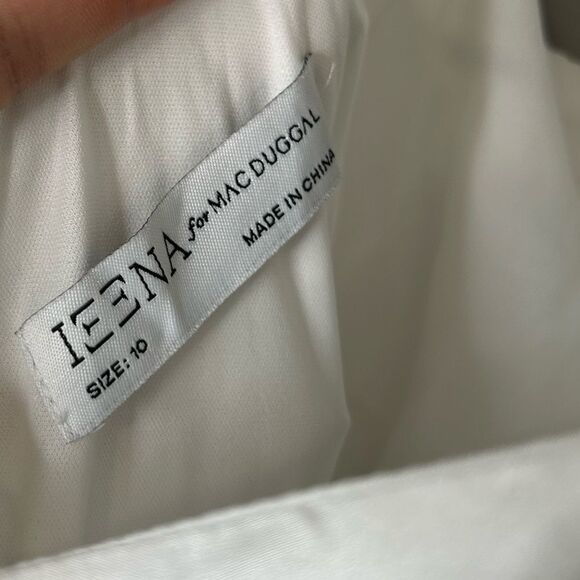 IEENA for MAC DUGGAL
SIZE: 10 MADE IN CHINA